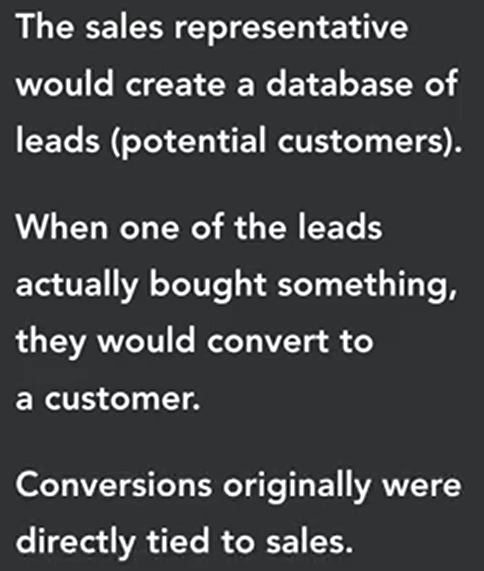 The sales representative
would create a database of
leads (potential customers).
When one of the leads
actually bought something,
they would convert to
a customer.
Conversions originally were
directly tied to sales.